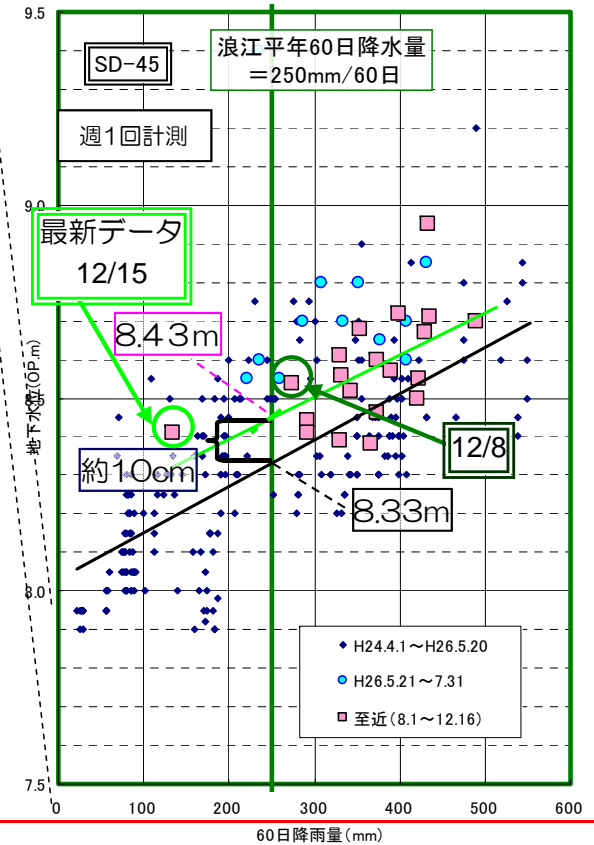 9.5
SD-45
浪江平年60日降水量
＝250mm/60日
週1回計測
9.0
最新データ
12/15
8.43m
地下水位(OP.m)
8.5
12/8
約10cm
8.33m
8.0
H24.4.1～H26.5.20
H26.5.21～7.31
至近(8.1～12.16)
7.5
0 100 200 300 400 500 600
60日降雨量(mm)